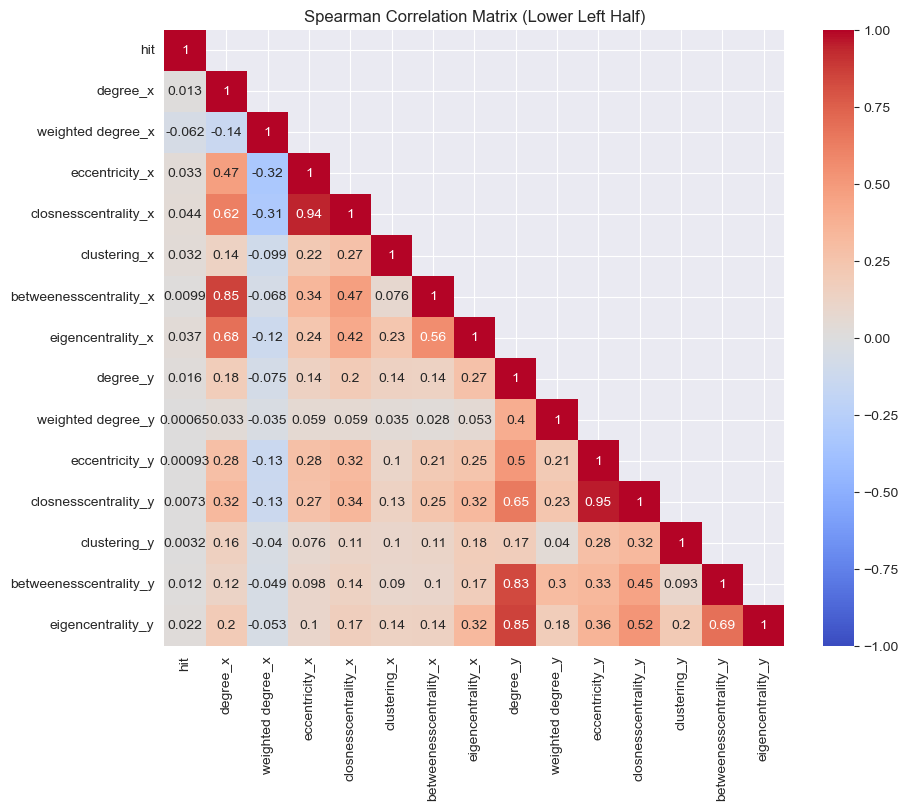 Spearman Correlation Matrix (Lower Left Half)
hit 1
degree_x 0.013 1
weighted degree_x -0.062 -0.14 1
eccentricity_x 0.033 0.47 -0.32 1
closnesscentrality_x 0.044 0.62 -0.31 0.94 1
clustering_x 0.032 0.14 -0.099 0.22 0.27 1
betweenesscentrality_x 0.0099 0.85 -0.068 0.34 0.47 0.076 1
eigencentrality_x 0.037 0.68 -0.12 0.24 0.42 0.23 0.56 1
degree_y 0.016 0.18 -0.075 0.14 0.2 0.14 0.14 0.27 1
weighted degree_y 0.00065 0.033 -0.035 0.059 0.059 0.035 0.028 0.053 0.4 1
eccentricity_y 0.00093 0.28 -0.13 0.28 0.32 0.1 0.21 0.25 0.5 0.21 1
closnesscentrality_y 0.0073 0.32 -0.13 0.27 0.34 0.13 0.25 0.32 0.65 0.23 0.95 1
clustering_y 0.0032 0.16 -0.04 0.076 0.11 0.1 0.11 0.18 0.17 0.04 0.28 0.32 1
betweenesscentrality_y 0.012 0.12 -0.049 0.098 0.14 0.09 0.1 0.17 0.83 0.3 0.33 0.45 0.093 1
eigencentrality_y 0.022 0.2 -0.053 0.1 0.17 0.14 0.14 0.32 0.85 0.18 0.36 0.52 0.2 0.69 1
hit
degree_x
weighted degree_x
eccentricity_x
closnesscentrality_x
clustering_x
betweenesscentrality_x
eigencentrality_x
degree_y
weighted degree_y
eccentricity_y
closnesscentrality_y
clustering_y
betweenesscentrality_y
eigencentrality_y
1.00
0.75
0.50
0.25
0.00
−0.25
−0.50
−0.75
−1.00